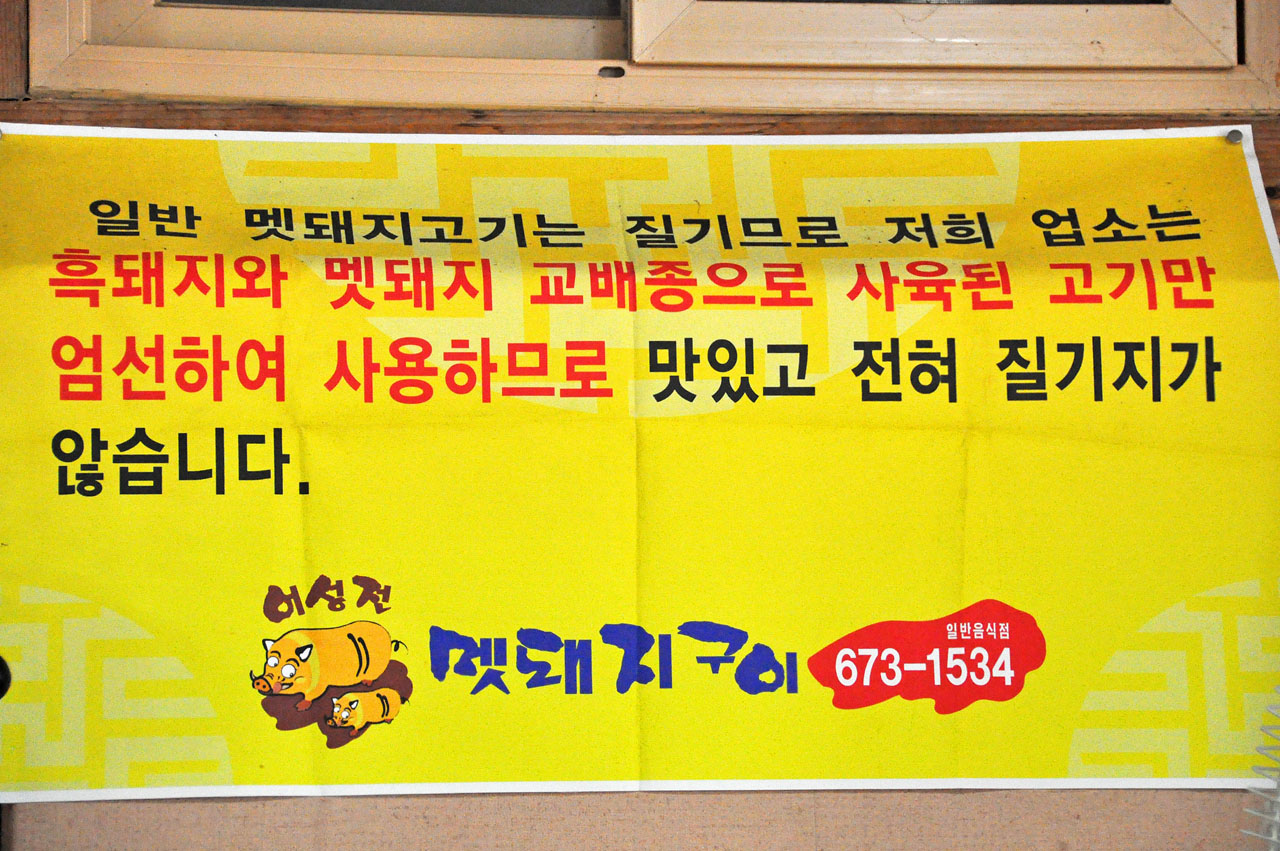 일반 멧돼지고기는 질기므로 저희 업소는
흑돼지와 멧돼지 교배종으로 사육된 고기만
엄선하여 사용하므로 맛있고 전혀 질기지가
않습니다.
어성전
멧돼지구이
일반음식점
673-1534